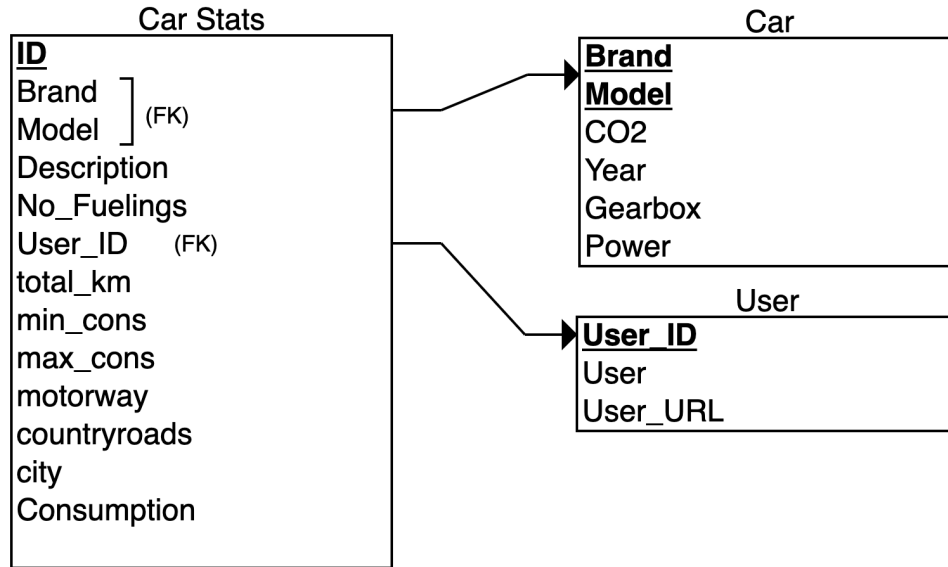 Car Stats
ID
Brand
Model
(FK)
Description
No_Fuelings
User_ID (FK)
total_km
min_cons
max_cons
motorway
countryroads
city
Consumption
Car
Brand
Model
CO2
Year
Gearbox
Power
User
User_ID
User
User_URL